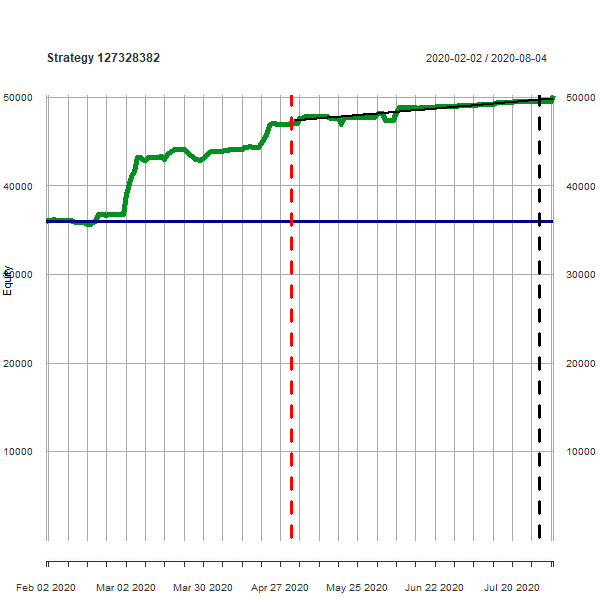 Strategy 127328382
2020-02-02 / 2020-08-04
50000
50000
40000
40000
Equity
30000
30000
20000
20000
10000
10000
Feb 02 2020
Mar 02 2020
Mar 30 2020
Apr 27 2020
May 25 2020
Jun 22 2020
Jul 20 2020